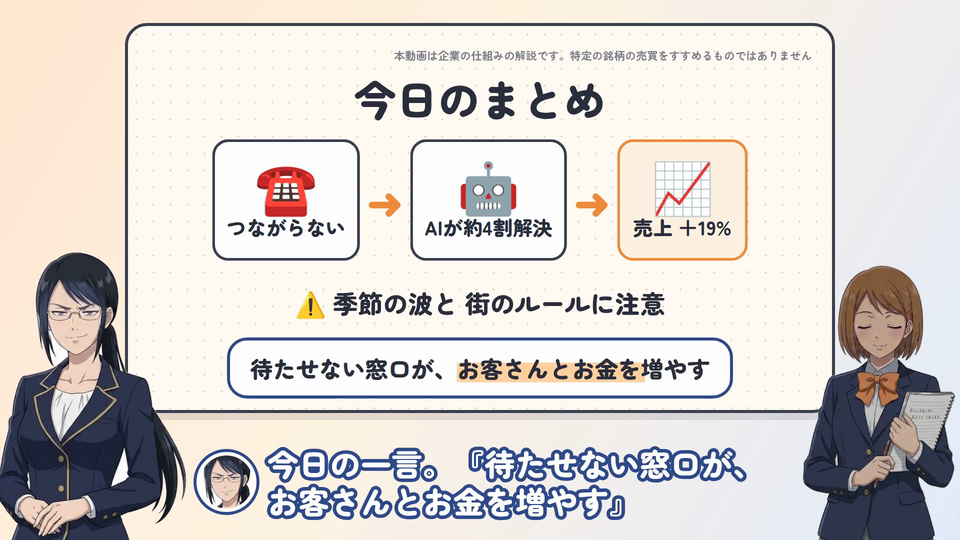 本動画は企業の仕組みの解説です。特定の銘柄の売買をすすめるものではありません
今日のまとめ
つながらない
AIが約4割解決
売上 +19%
季節の波と 街のルールに注意
待たせない窓口が、お客さんとお金を増やす
今日の一言。『待たせない窓口が、
お客さんとお金を増やす』